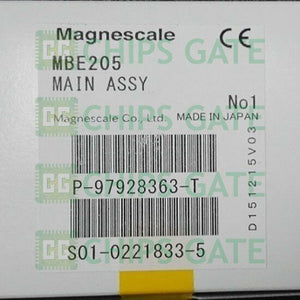 Magnescale CE
MBE205
MAIN ASSY
No1
Magnescale Co., Ltd. MADE IN JAPAN
P-97928363-T
S01-0221833-5
D151215V03
CHIPS GATE